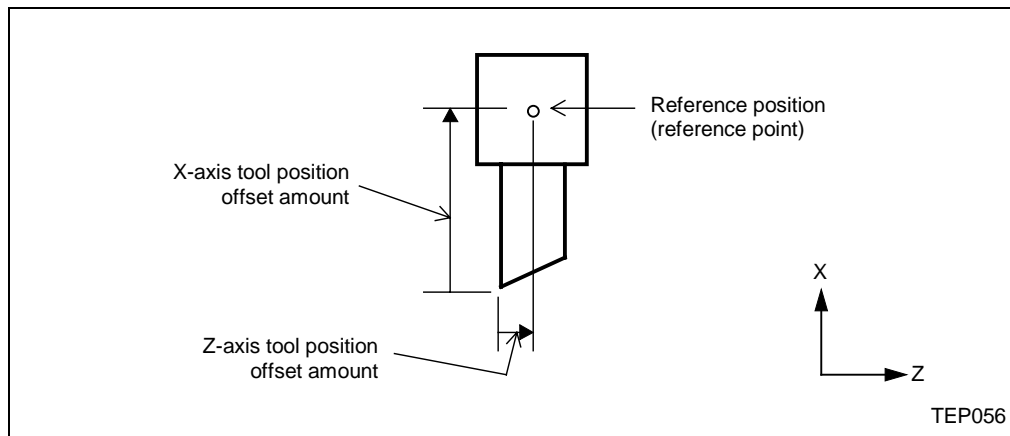 Reference position
(reference point)
X-axis tool position
offset amount
Z-axis tool position
offset amount
X
Z
TEP056